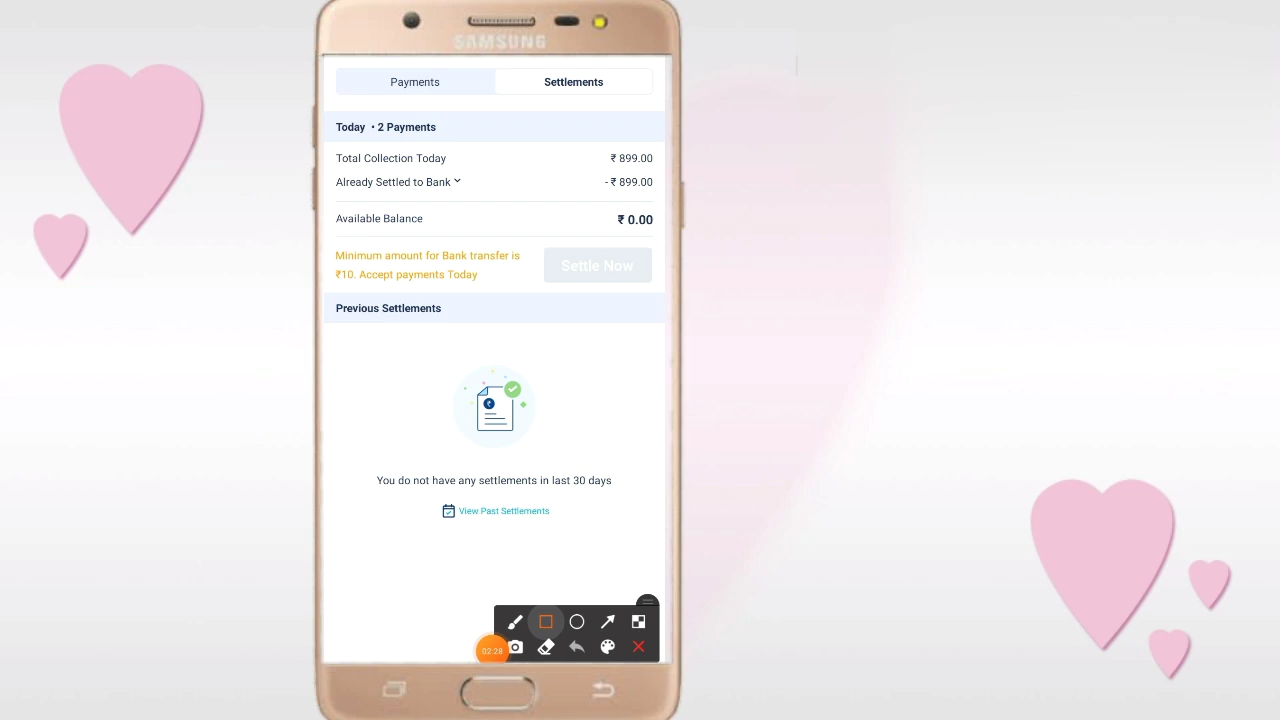 SAMSUNG
Payments
Settlements
Today • 2 Payments
Total Collection Today ₹ 899.00
Already Settled to Bank - ₹ 899.00
Available Balance ₹ 0.00
Minimum amount for Bank transfer is
₹10. Accept payments Today
Settle Now
Previous Settlements
₹
You do not have any settlements in last 30 days
View Past Settlements
02:28